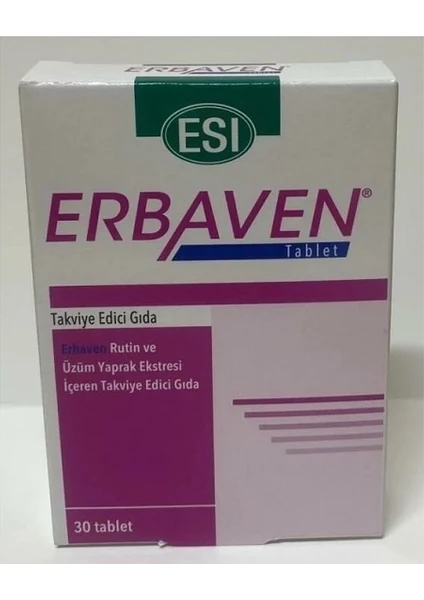 ERBAVEN
ESI
ERBAVEN®
Tablet
Takviye Edici Gıda
Erbaven Rutin ve
Üzüm Yaprak Ekstresi
İçeren Takviye Edici Gıda
30 tablet